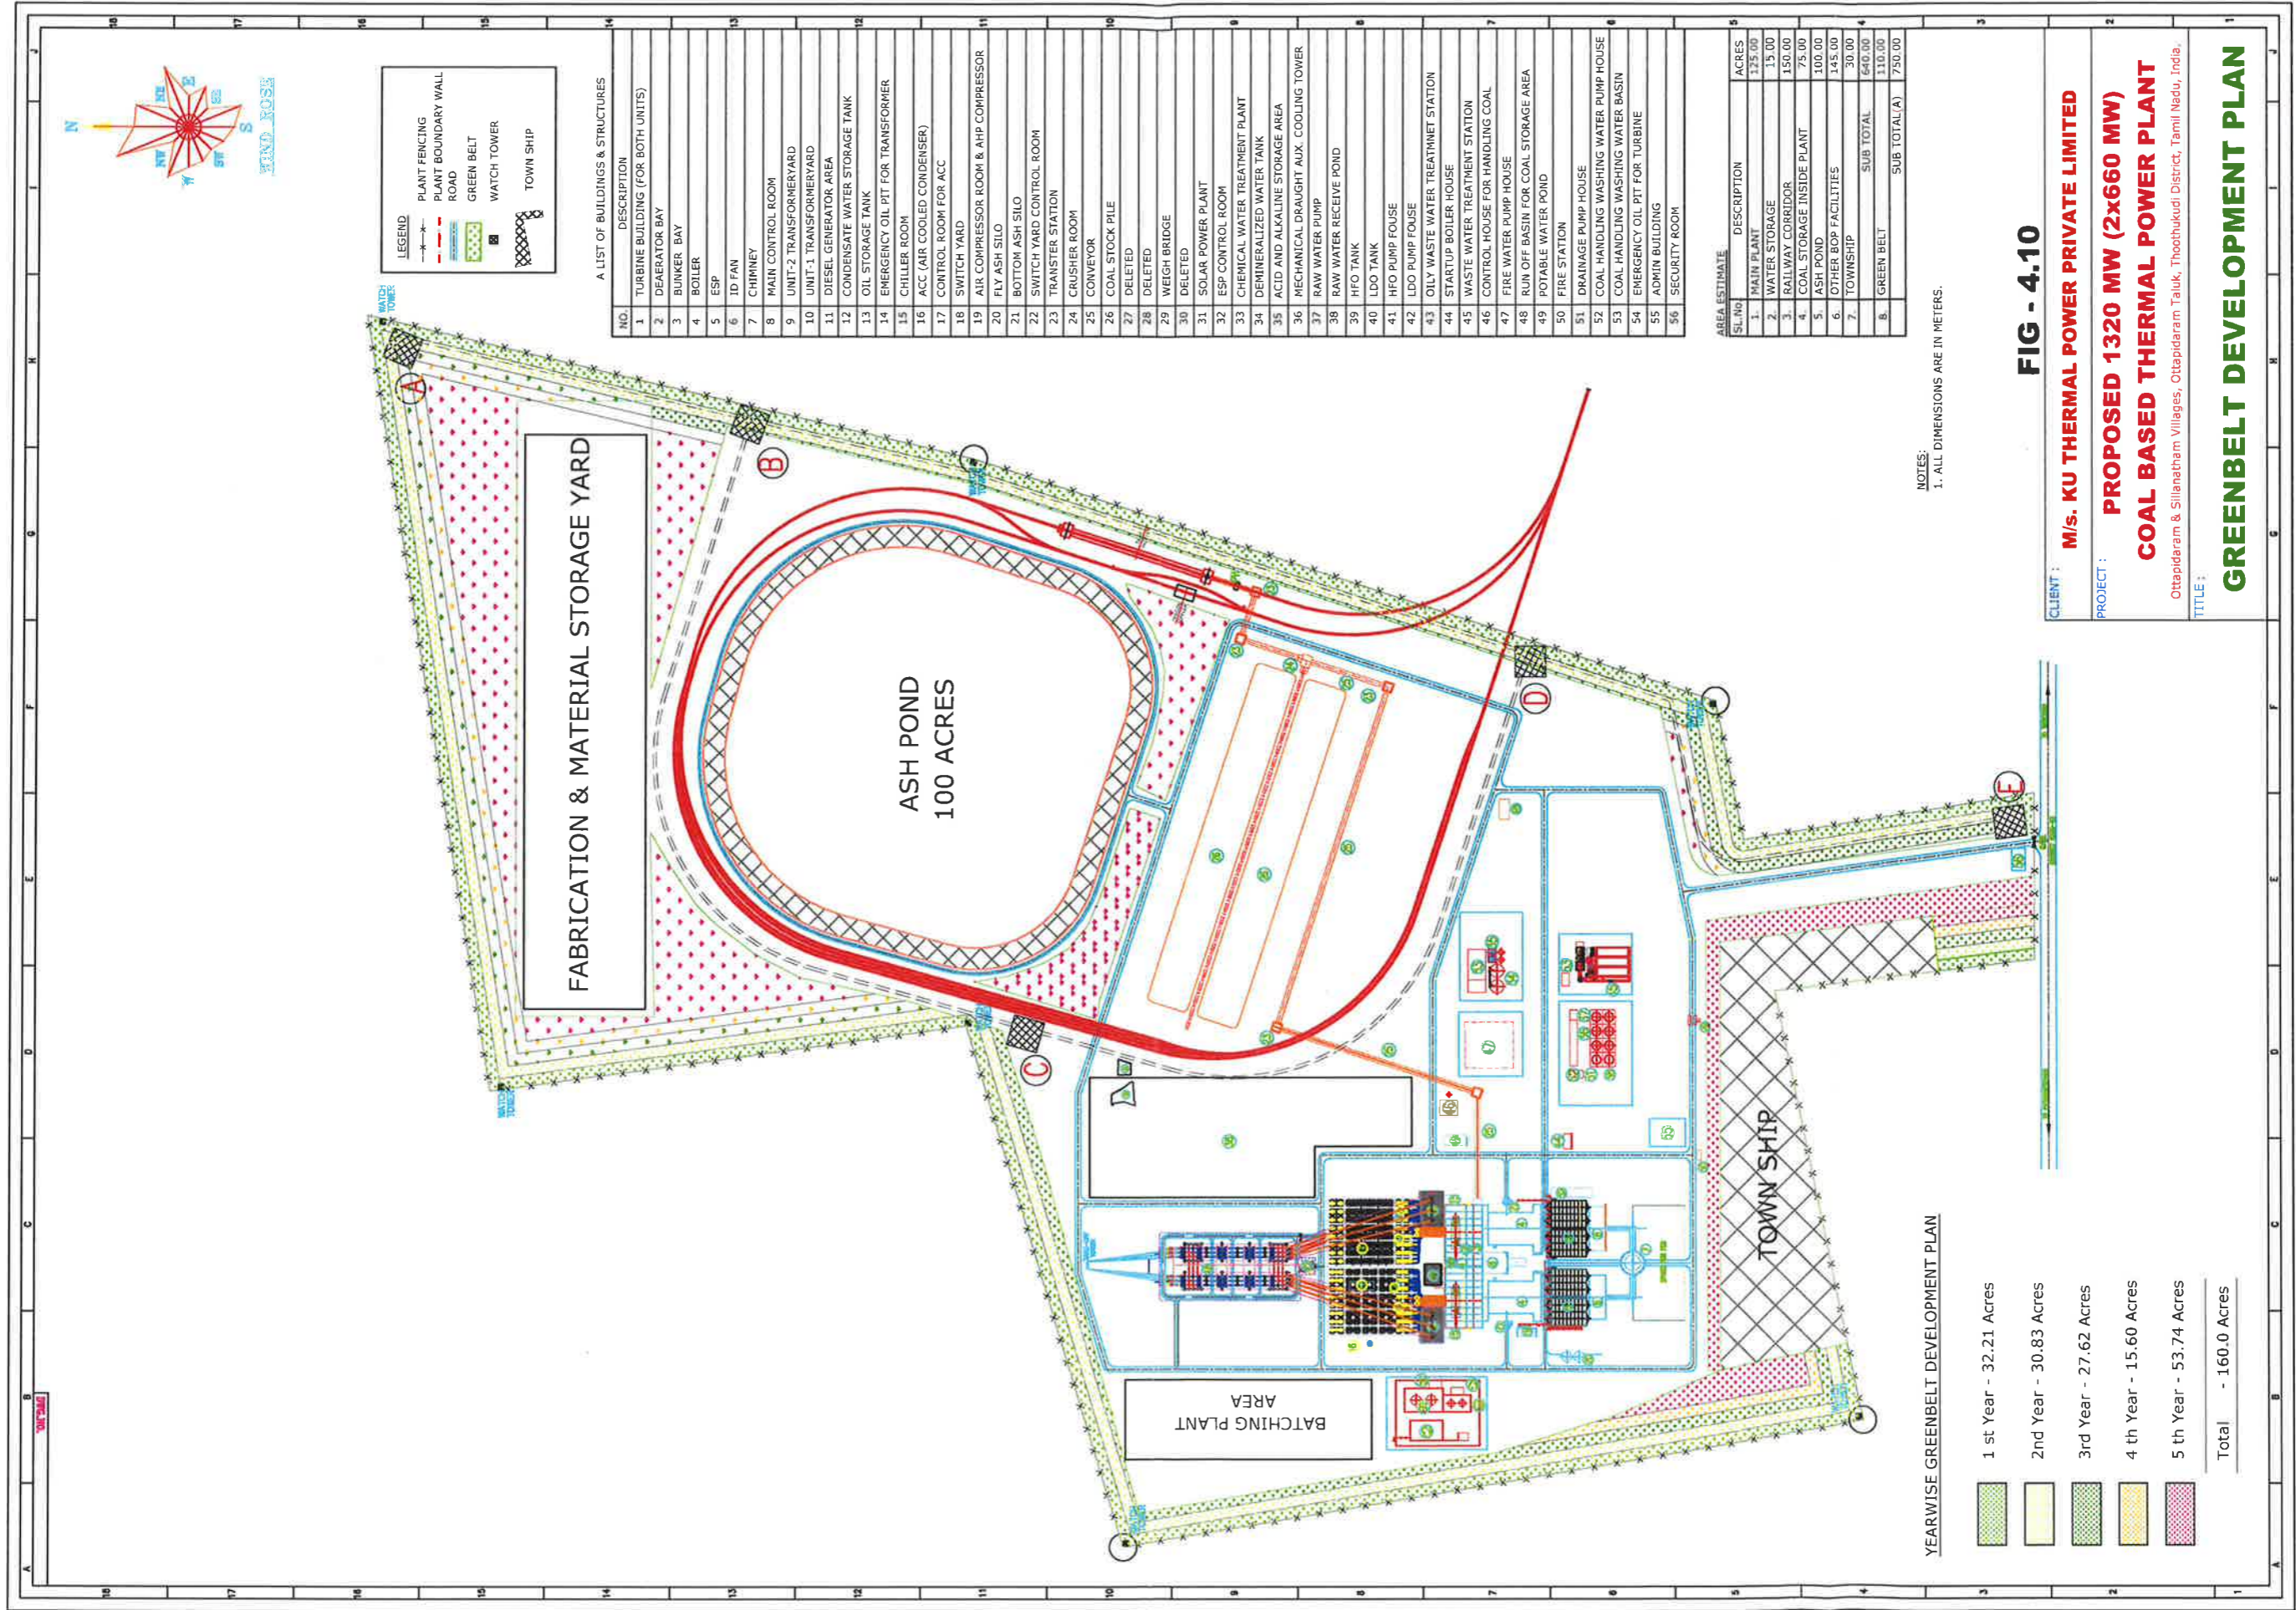 N
NE
E
SE
S
SW
W
NW
WIND ROSE
LEGEND
PLANT FENCING
PLANT BOUNDARY WALL
ROAD
GREEN BELT
WATCH TOWER
TOWN SHIP
A LIST OF BUILDINGS & STRUCTURES
NO. DESCRIPTION
1 TURBINE BUILDING (FOR BOTH UNITS)
2 DEAERATOR BAY
3 BUNKER BAY
4 BOILER
5 ESP
6 ID FAN
7 CHIMNEY
8 MAIN CONTROL ROOM
9 UNIT-2 TRANSFORMERYARD
10 UNIT-1 TRANSFORMERYARD
11 DIESEL GENERATOR AREA
12 CONDENSATE WATER STORAGE TANK
13 OIL STORAGE TANK
14 EMERGENCY OIL PIT FOR TRANSFORMER
15 CHILLER ROOM
16 ACC (AIR COOLED CONDENSER)
17 CONTROL ROOM FOR ACC
18 SWITCH YARD
19 AIR COMPRESSOR ROOM & AHP COMPRESSOR
20 FLY ASH SILO
21 BOTTOM ASH SILO
22 SWITCH YARD CONTROL ROOM
23 TRANSTER STATION
24 CRUSHER ROOM
25 CONVEYOR
26 COAL STOCK PILE
27 DELETED
28 DELETED
29 WEIGH BRIDGE
30 DELETED
31 SOLAR POWER PLANT
32 ESP CONTROL ROOM
33 CHEMICAL WATER TREATMENT PLANT
34 DEMINERALIZED WATER TANK
35 ACID AND ALKALINE STORAGE AREA
36 MECHANICAL DRAUGHT AUX. COOLING TOWER
37 RAW WATER PUMP
38 RAW WATER RECEIVE POND
39 HFO TANK
40 LDO TANK
41 HFO PUMP FOUSE
42 LDO PUMP FOUSE
43 OILY WASTE WATER TREATMNET STATION
44 STARTUP BOILER HOUSE
45 WASTE WATER TREATMENT STATION
46 CONTROL HOUSE FOR HANDLING COAL
47 FIRE WATER PUMP HOUSE
48 RUN OFF BASIN FOR COAL STORAGE AREA
49 POTABLE WATER POND
50 FIRE STATION
51 DRAINAGE PUMP HOUSE
52 COAL HANDLING WASHING WATER PUMP HOUSE
53 COAL HANDLING WASHING WATER BASIN
54 EMERGENCY OIL PIT FOR TURBINE
55 ADMIN BUILDING
56 SECURITY ROOM
AREA ESTIMATE
SL.NO. DESCRIPTION ACRES
1. MAIN PLANT 125.00
2. WATER STORAGE 15.00
3. RAILWAY CORRIDOR 150.00
4. COAL STORAGE INSIDE PLANT 75.00
5. ASH POND 100.00
6. OTHER BOP FACILITIES 145.00
7. TOWNSHIP 30.00
SUB TOTAL 640.00
8. GREEN BELT 110.00
SUB TOTAL(A) 750.00
NOTES:
1. ALL DIMENSIONS ARE IN METERS.
FIG - 4.10
CLIENT :
M/s. KU THERMAL POWER PRIVATE LIMITED
PROJECT :
PROPOSED 1320 MW (2x660 MW)
COAL BASED THERMAL POWER PLANT
Ottapidaram & Sillanatham Villages, Ottapidaram Taluk, Thoothukudi District, Tamil Nadu, India.
TITLE :
GREENBELT DEVELOPMENT PLAN
FABRICATION & MATERIAL STORAGE YARD
ASH POND
100 ACRES
A
B
C
D
E
WATCH
TOWER
WATCH
TOWER
TOWN SHIP
BATCHING PLANT
AREA
DWG.NO.
YEARWISE GREENBELT DEVELOPMENT PLAN
1 st Year - 32.21 Acres
2nd Year - 30.83 Acres
3rd Year - 27.62 Acres
4 th Year - 15.60 Acres
5 th Year - 53.74 Acres
Total - 160.0 Acres